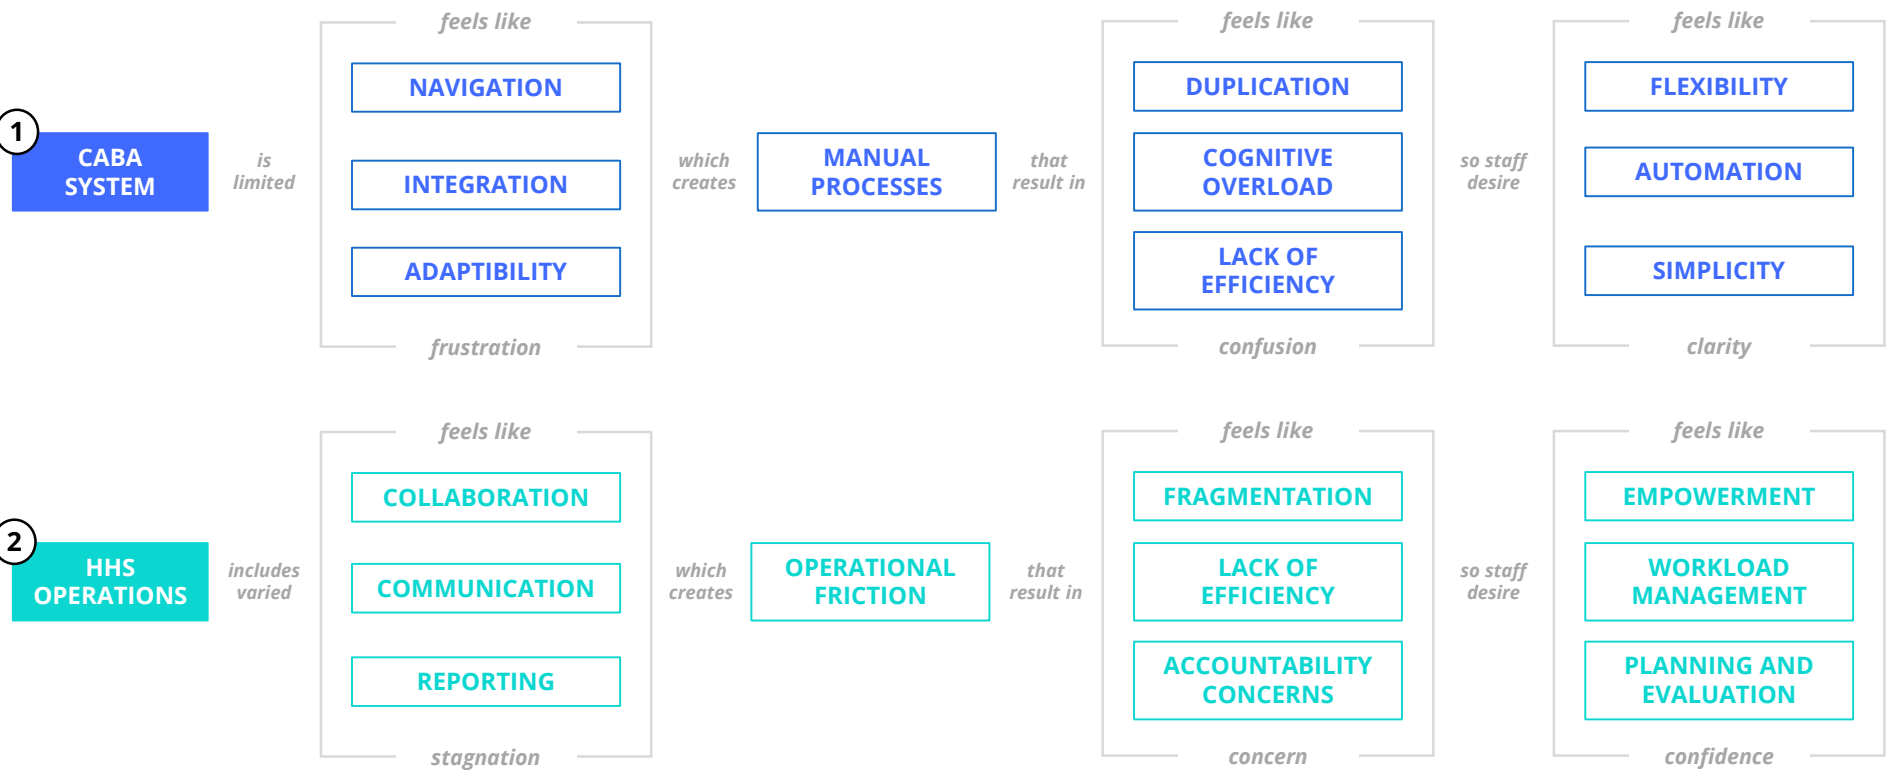 1
CABA
SYSTEM
is
limited
feels like
NAVIGATION
INTEGRATION
ADAPTIBILITY
frustration
which
creates
MANUAL
PROCESSES
that
result in
feels like
DUPLICATION
COGNITIVE
OVERLOAD
LACK OF
EFFICIENCY
confusion
so staff
desire
feels like
FLEXIBILITY
AUTOMATION
SIMPLICITY
clarity
2
HHS
OPERATIONS
includes
varied
feels like
COLLABORATION
COMMUNICATION
REPORTING
stagnation
which
creates
OPERATIONAL
FRICTION
that
result in
feels like
FRAGMENTATION
LACK OF
EFFICIENCY
ACCOUNTABILITY
CONCERNS
concern
so staff
desire
feels like
EMPOWERMENT
WORKLOAD
MANAGEMENT
PLANNING AND
EVALUATION
confidence